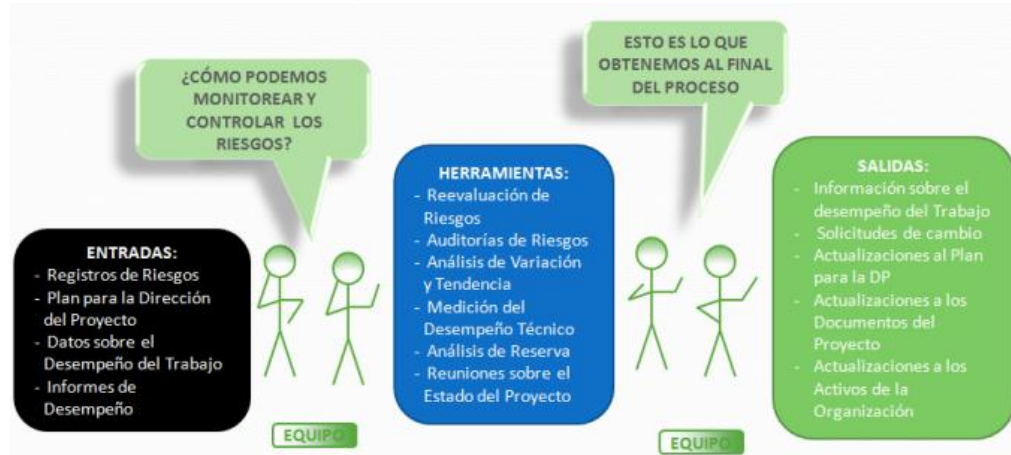 ¿CÓMO PODEMOS
MONITOREAR Y
CONTROLAR LOS
RIESGOS?
ESTO ES LO QUE
OBTENEMOS AL FINAL
DEL PROCESO
ENTRADAS:
- Registros de Riesgos
- Plan para la Dirección
del Proyecto
- Datos sobre el
Desempeño del Trabajo
- Informes de
Desempeño
EQUIPO
HERRAMIENTAS:
- Reevaluación de
Riesgos
- Auditorías de Riesgos
- Análisis de Variación
y Tendencia
- Medición del
Desempeño Técnico
- Análisis de Reserva
- Reuniones sobre el
Estado del Proyecto
EQUIPO
SALIDAS:
- Información sobre el
desempeño del Trabajo
- Solicitudes de cambio
- Actualizaciones al Plan
para la DP
- Actualizaciones a los
Documentos del
Proyecto
- Actualizaciones a los
Activos de la
Organización